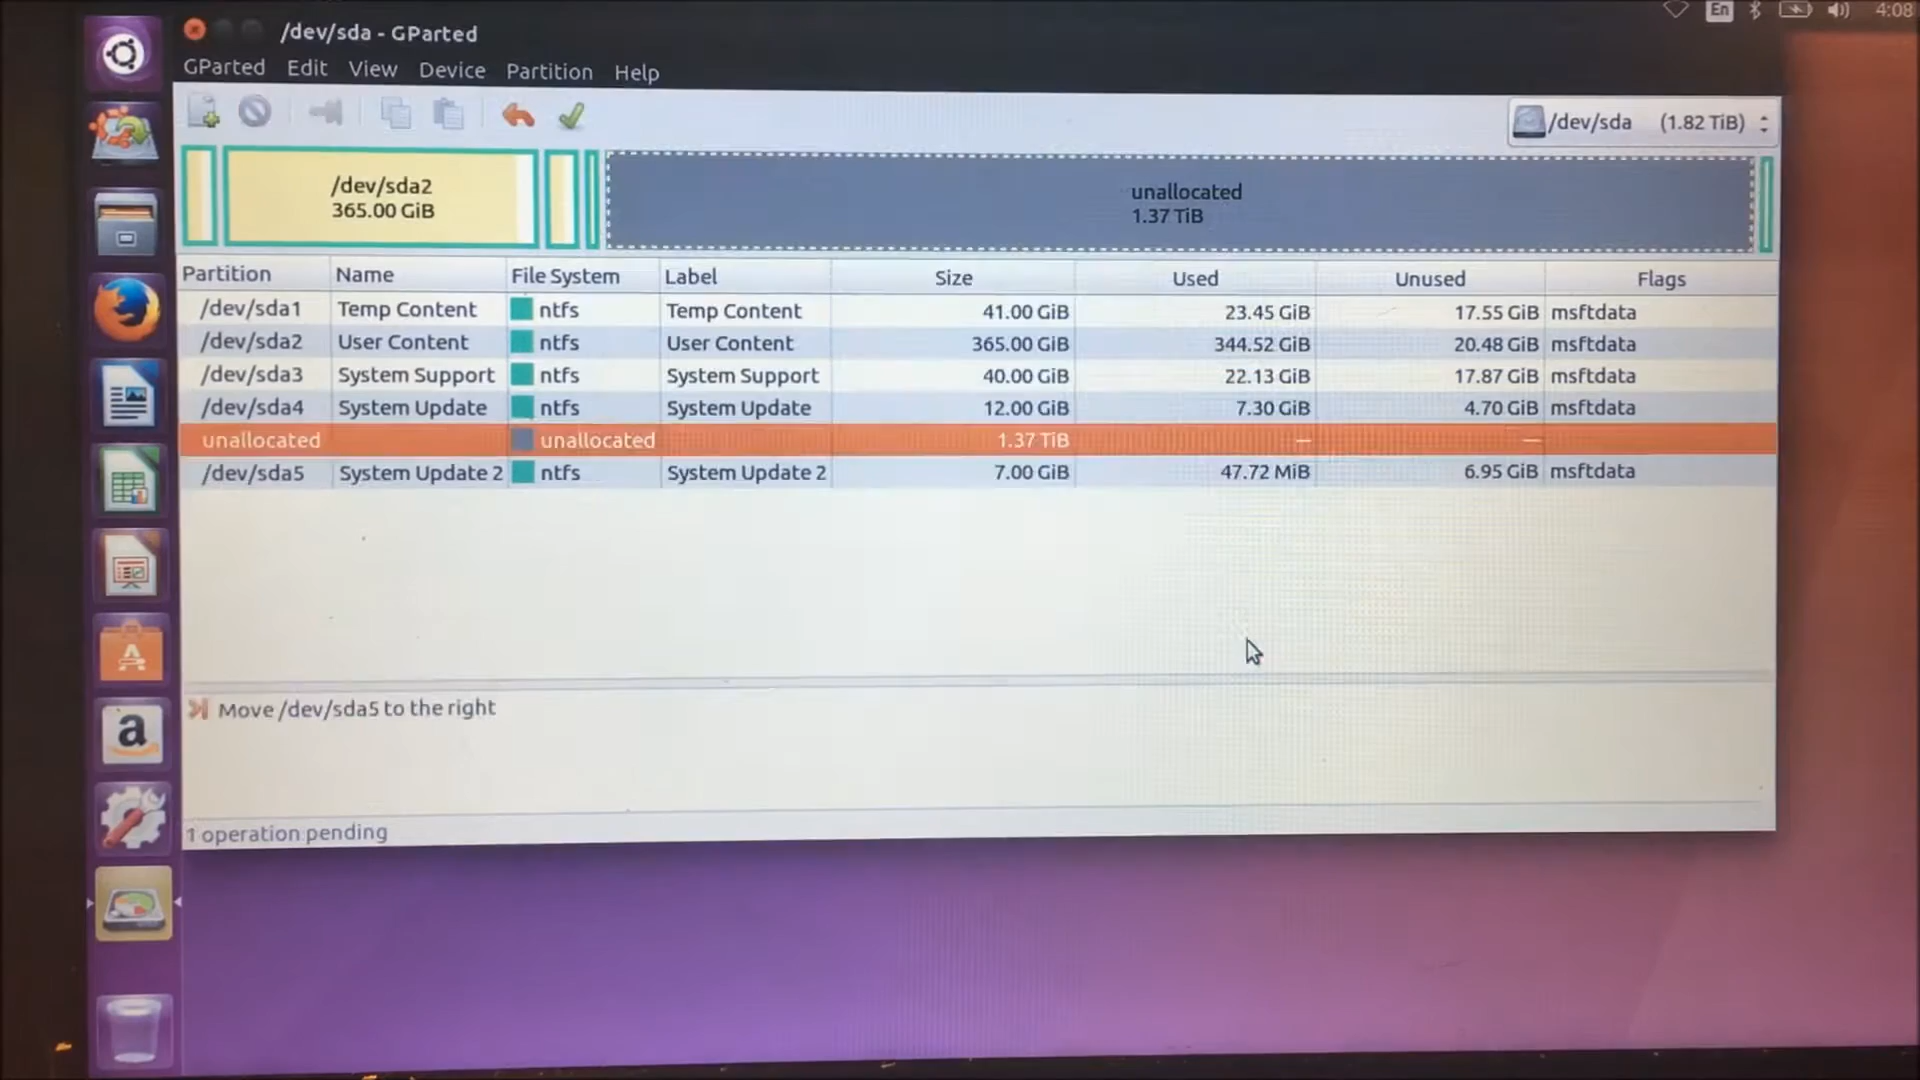 /dev/sda - GParted
En
4:08
GParted Edit View Device Partition Help
/dev/sda (1.82 TiB)
/dev/sda2
365.00 GiB
unallocated
1.37 TiB
Partition Name File System Label Size Used Unused Flags
/dev/sda1 Temp Content ntfs Temp Content 41.00 GiB 23.45 GiB 17.55 GiB msftdata
/dev/sda2 User Content ntfs User Content 365.00 GiB 344.52 GiB 20.48 GiB msftdata
/dev/sda3 System Support ntfs System Support 40.00 GiB 22.13 GiB 17.87 GiB msftdata
/dev/sda4 System Update ntfs System Update 12.00 GiB 7.30 GiB 4.70 GiB msftdata
unallocated unallocated 1.37 TiB — —
/dev/sda5 System Update 2 ntfs System Update 2 7.00 GiB 47.72 MiB 6.95 GiB msftdata
Move /dev/sda5 to the right
1 operation pending
a